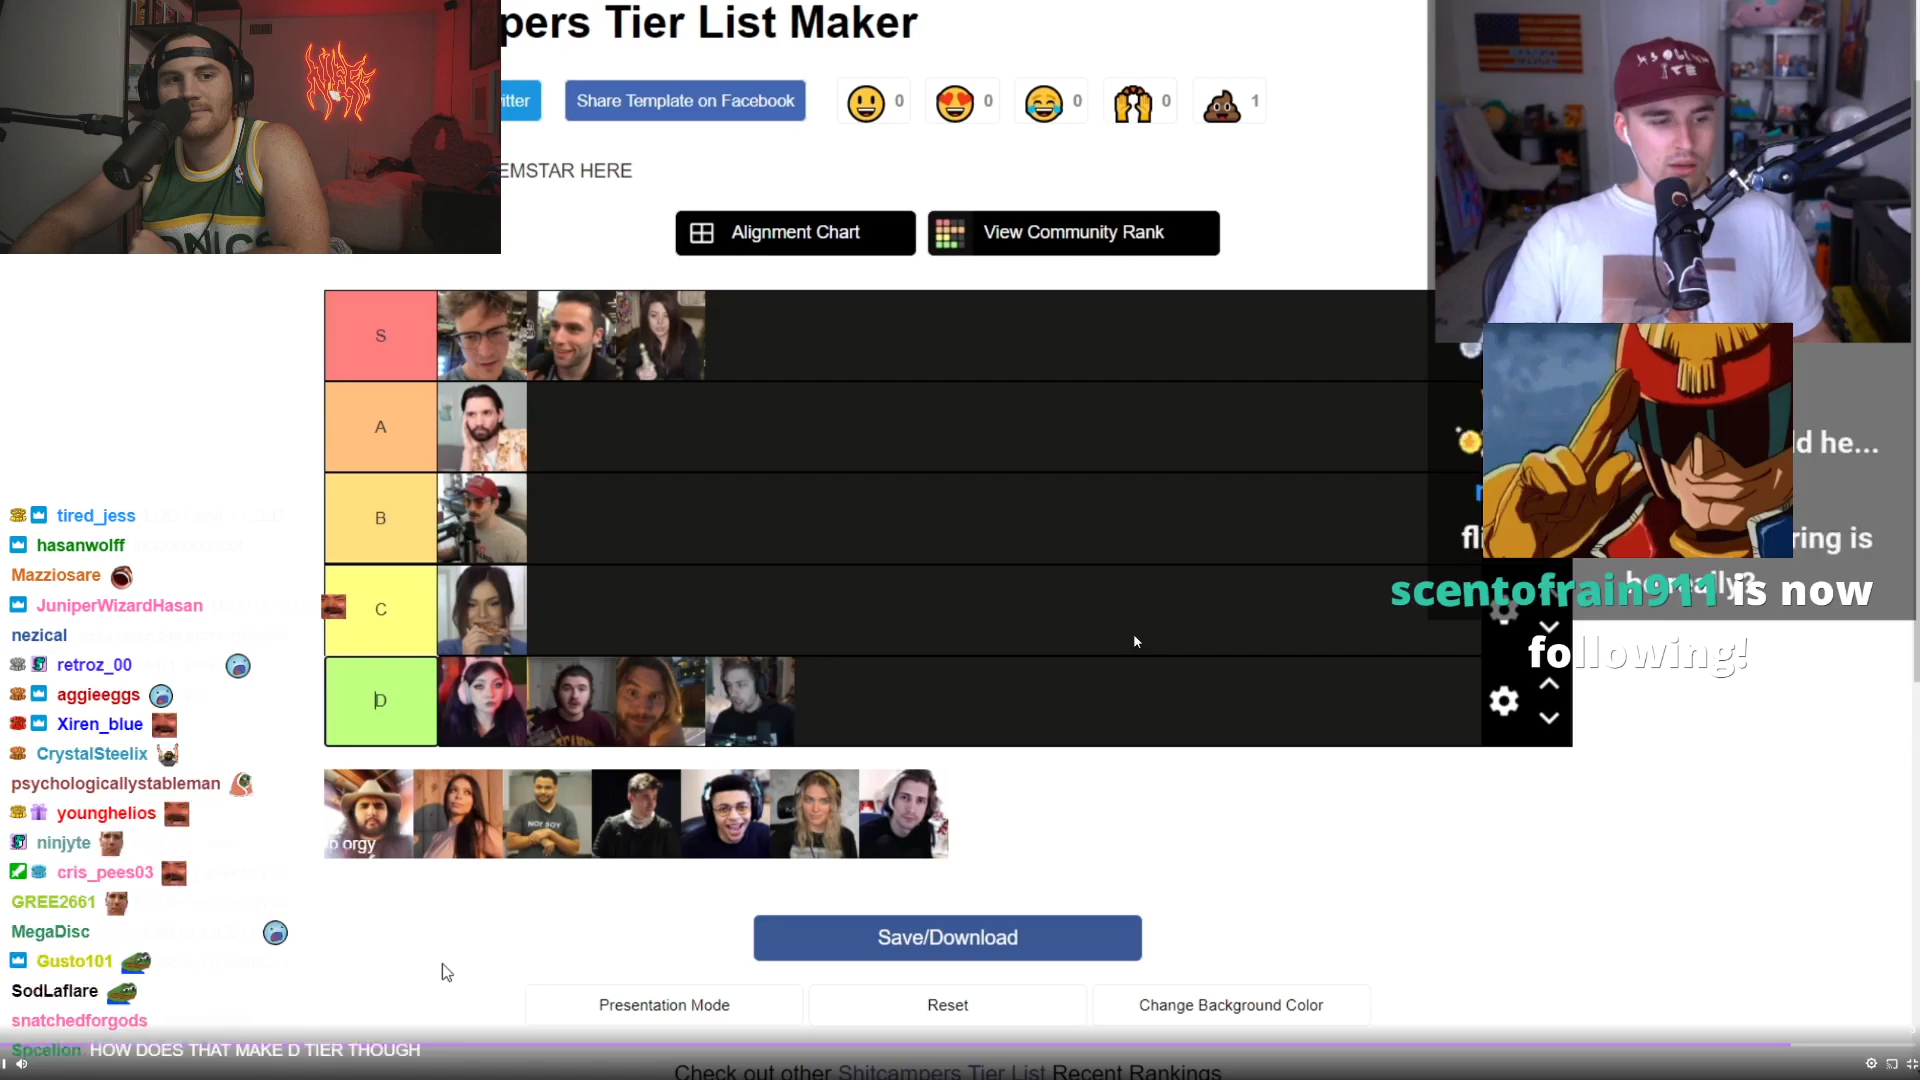 pers Tier List Maker
itter
Share Template on Facebook
0
0
0
0
1
EMSTAR HERE
Alignment Chart
View Community Rank
S
A
B
C
D
ONICS
NOT SOY
p orgy
d he...
ring is
scentofrain911 is now
following!
tired_jess
hasanwolff
Mazziosare
JuniperWizardHasan
nezical
retroz_00
aggieeggs
Xiren_blue
CrystalSteelix
psychologicallystableman
younghelios
ninjyte
cris_pees03
GREE2661
MegaDisc
Gusto101
SodLaflare
snatchedforgods
Spcelion HOW DOES THAT MAKE D TIER THOUGH
Save/Download
Presentation Mode
Reset
Change Background Color
Check out other Shitcampers Tier List Recent Rankings